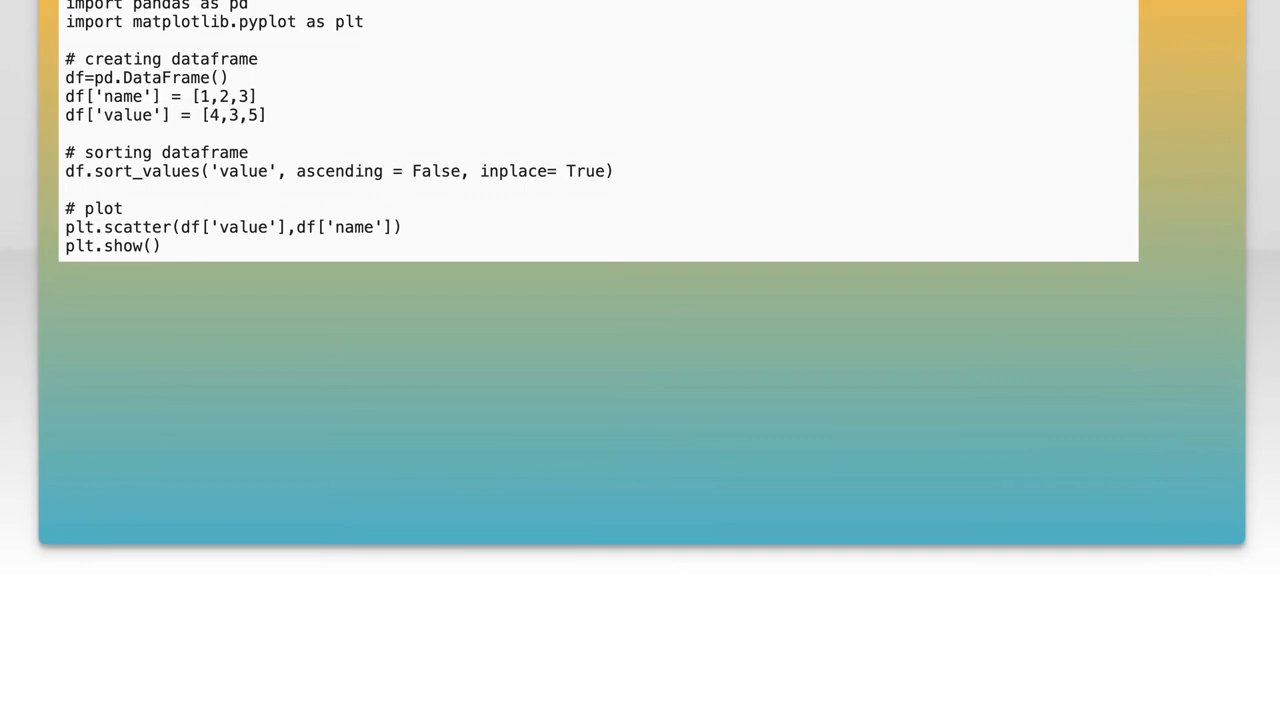 import pandas as pd
import matplotlib.pyplot as plt
# creating dataframe
df=pd.DataFrame()
df['name'] = [1,2,3]
df['value'] = [4,3,5]
# sorting dataframe
df.sort_values('value', ascending = False, inplace= True)
# plot
plt.scatter(df['value'],df['name'])
plt.show()